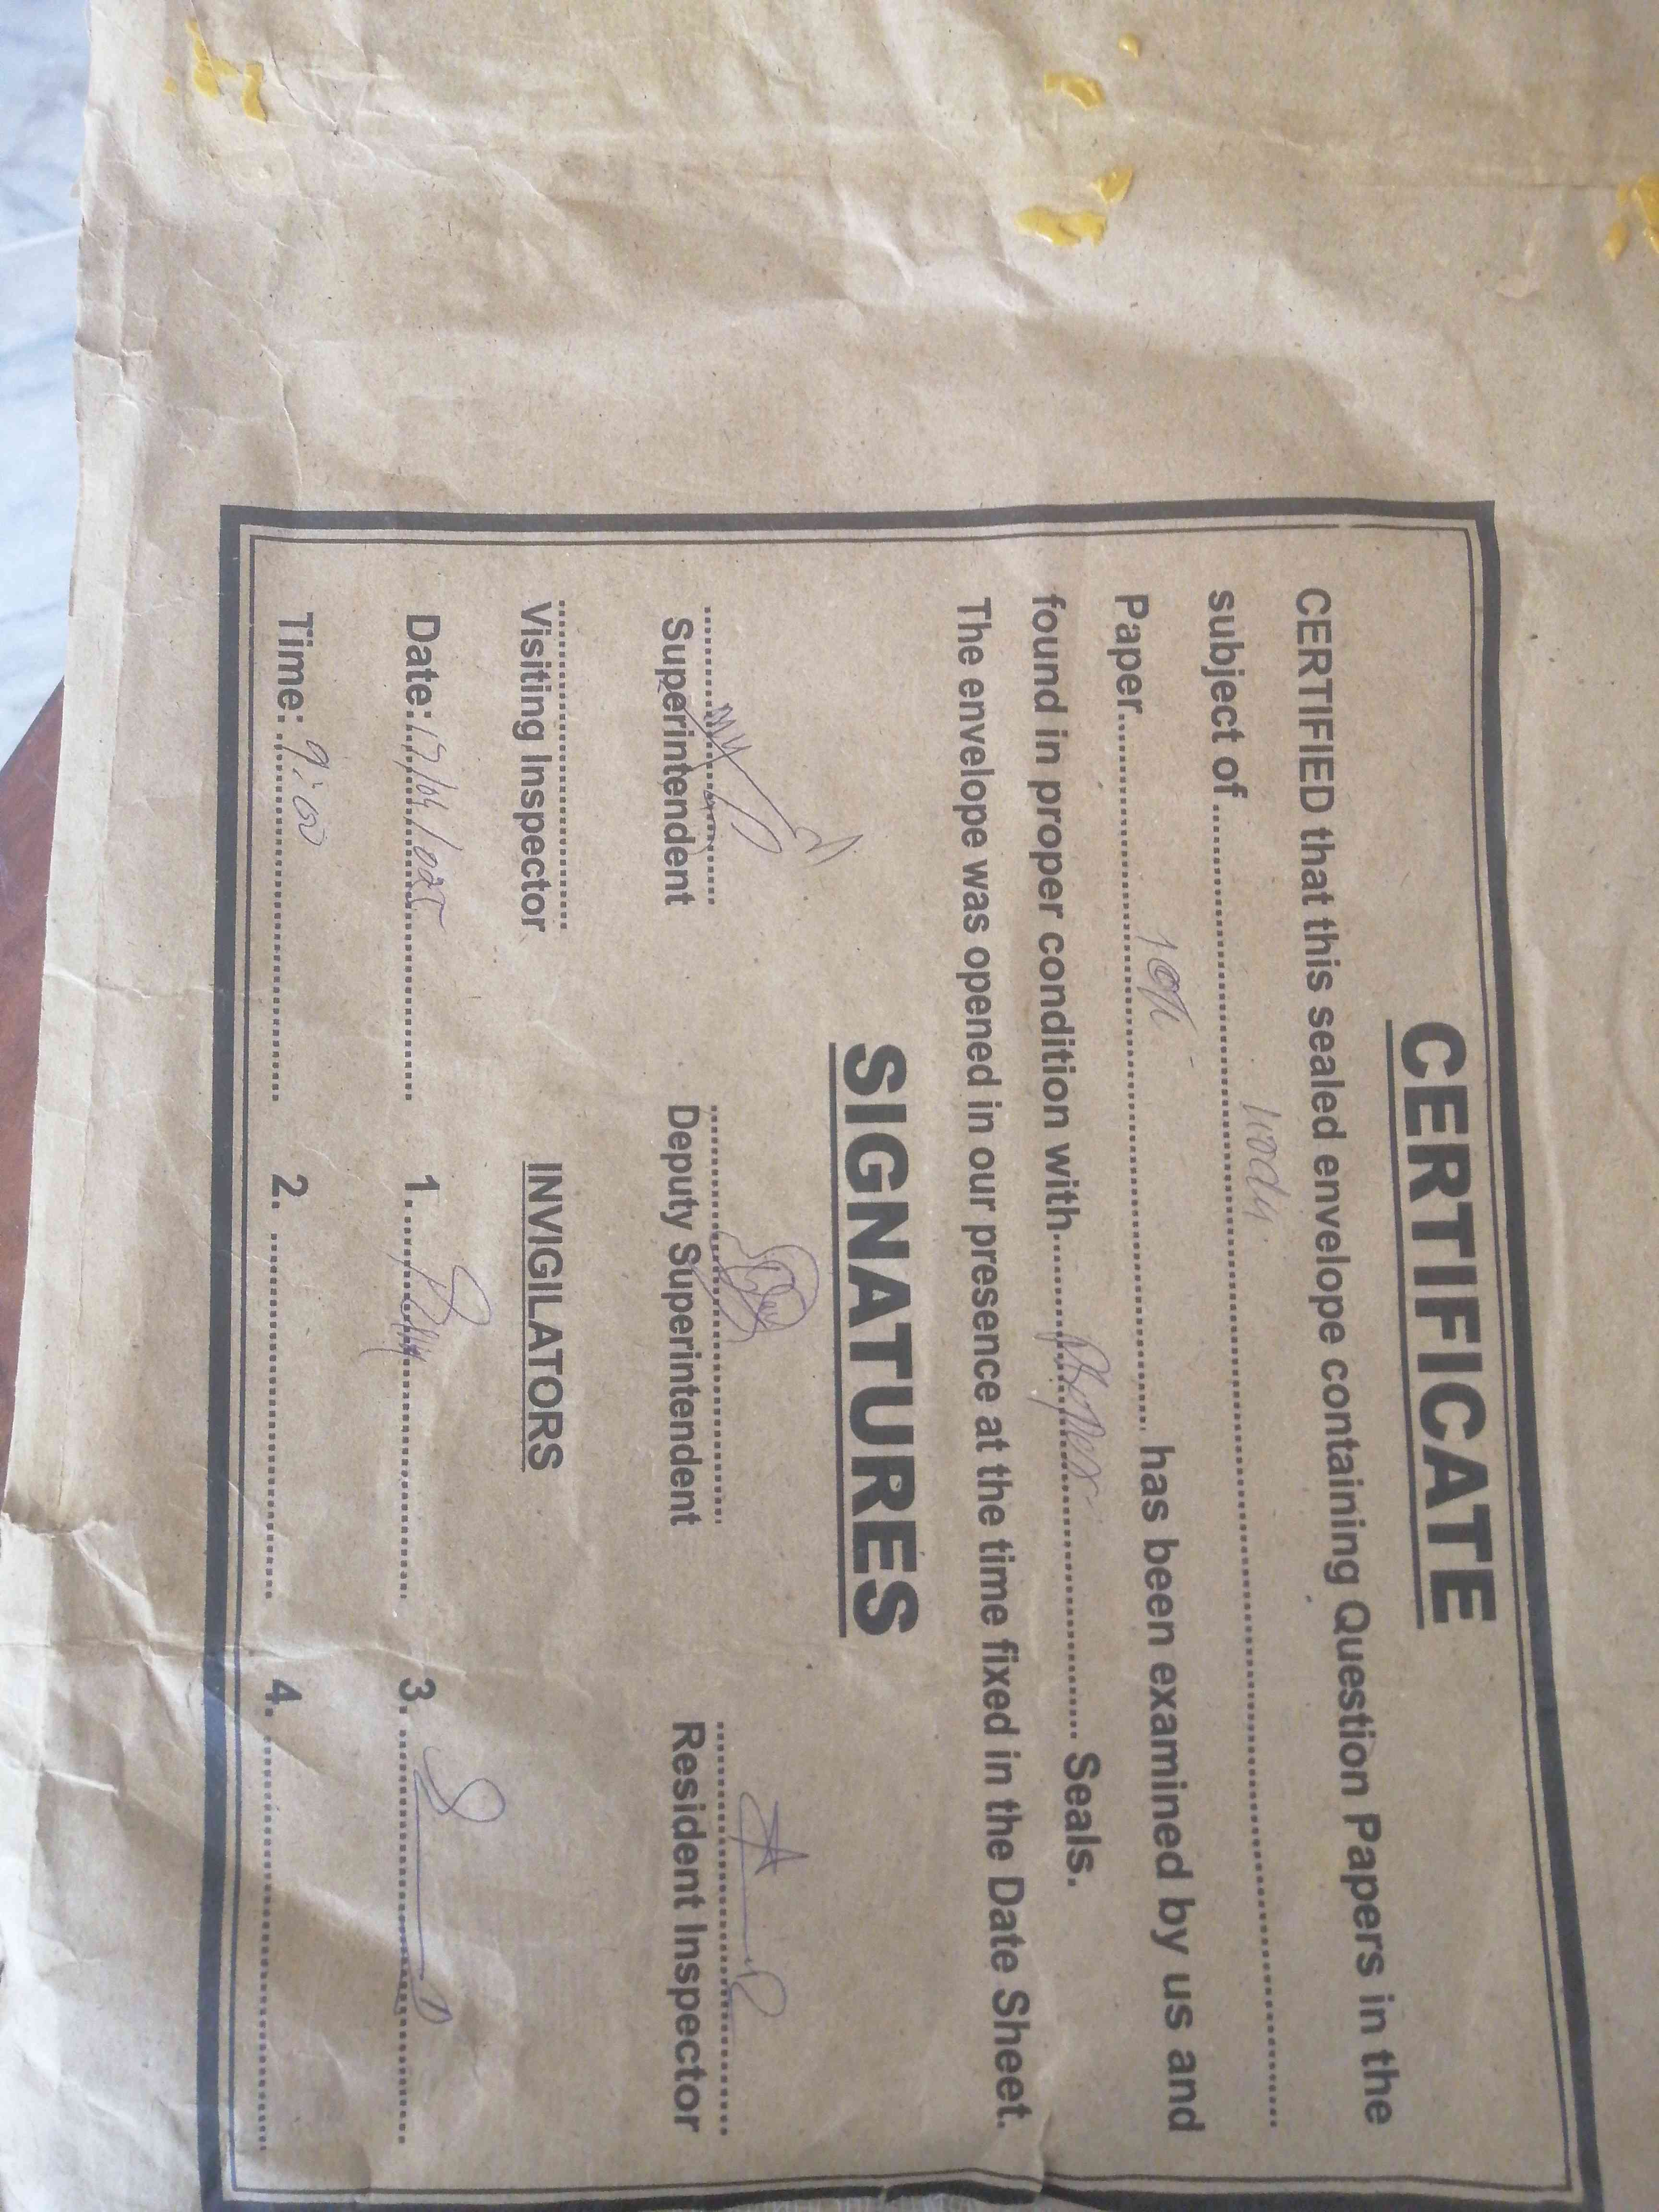 CERTIFICATE
CERTIFIED that this sealed envelope containing Question Papers in the
subject of ........ Urdu
Paper ........ 10th ........ has been examined by us and
found in proper condition with ........ Seals.
The envelope was opened in our presence at the time fixed in the Date Sheet.
SIGNATURES
Superintendent Deputy Superintendent Resident Inspector
Visiting Inspector INVIGILATORS
Date: ........ 1. ........ 3. ........
Time: 9:00 ........ 2. ........ 4. ........